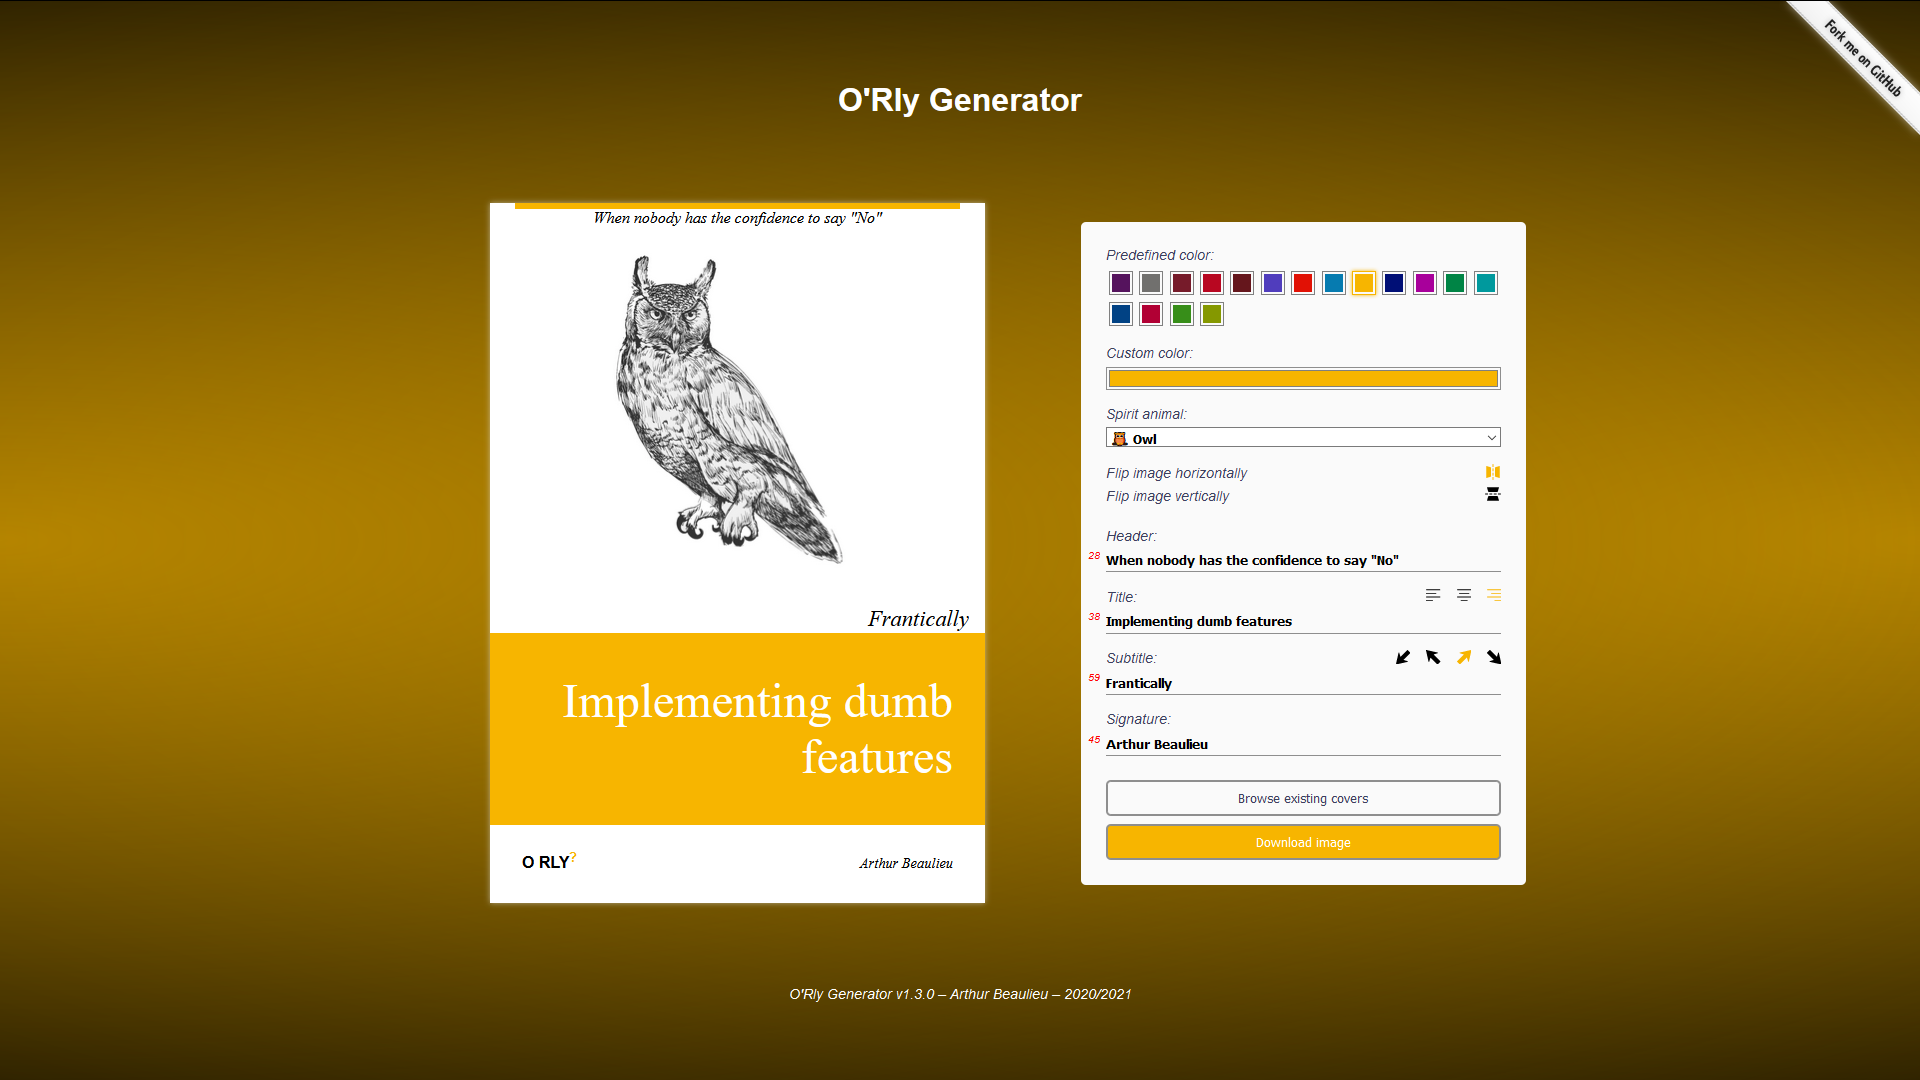 Fork me on GitHub
O'Rly Generator
When nobody has the confidence to say "No"
Frantically
Implementing dumb
features
O RLY?
Arthur Beaulieu
Predefined color:
Custom color:
Spirit animal:
Owl
Flip image horizontally
Flip image vertically
Header:
28
When nobody has the confidence to say "No"
Title:
38
Implementing dumb features
Subtitle:
59
Frantically
Signature:
45
Arthur Beaulieu
Browse existing covers
Download image
O'Rly Generator v1.3.0 – Arthur Beaulieu – 2020/2021